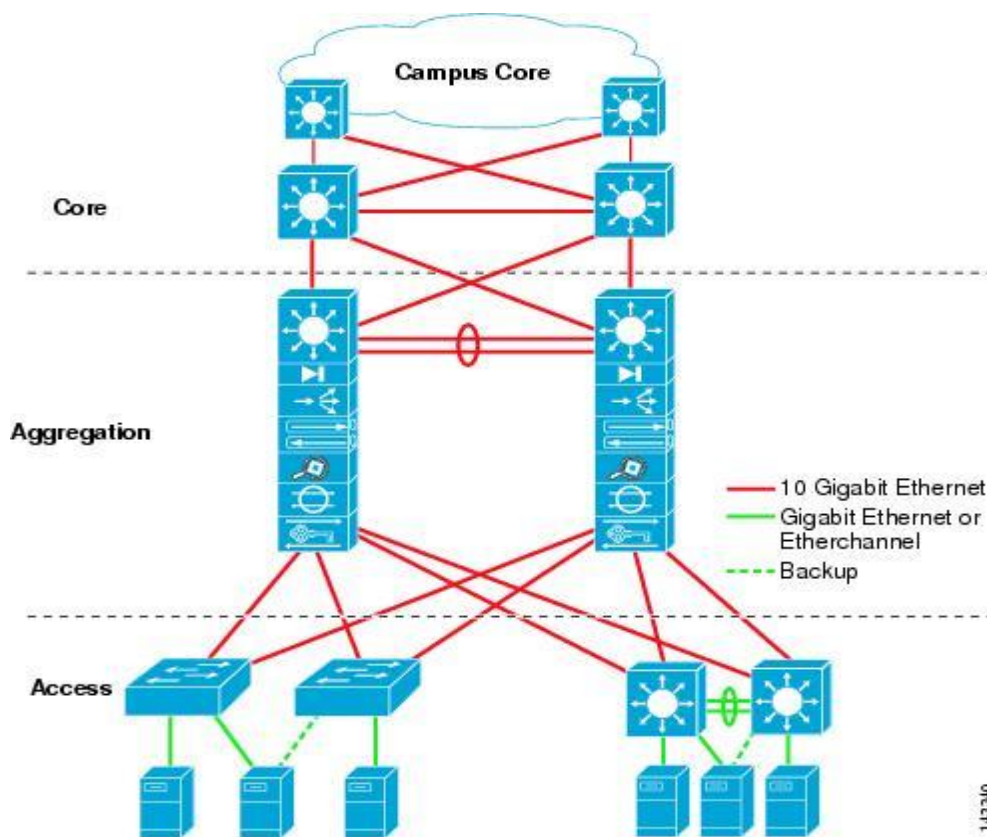 Campus Core
Core
Aggregation
10 Gigabit Ethernet
Gigabit Ethernet or
Etherchannel
Backup
Access